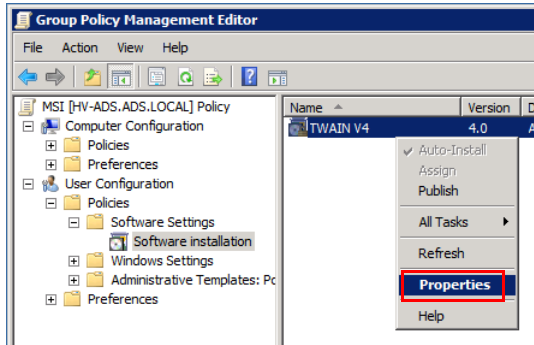 Group Policy Management Editor
File Action View Help
MSI [HV-ADS.ADS.LOCAL] Policy
Computer Configuration
Policies
Preferences
User Configuration
Policies
Software Settings
Software installation
Windows Settings
Administrative Templates: Po
Preferences
Name Version D
TWAIN V4 4.0 A
Auto-Install
Assign
Publish
All Tasks
Refresh
Properties
Help